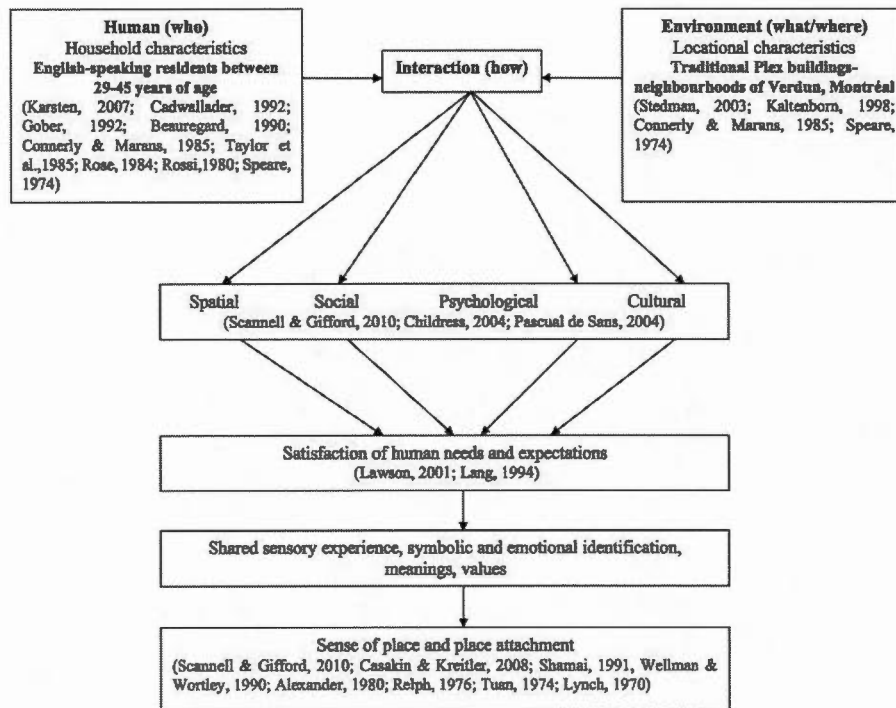 Human (who)
Household characteristics
English-speaking residents between
29-45 years of age
(Karsten, 2007; Cadwallader, 1992;
Gober, 1992; Beauregard, 1990;
Connerly & Marans, 1985; Taylor et
al.,1985; Rose, 1984; Rossi,1980; Speare,
1974)
Interaction (how)
Environment (what/where)
Locational characteristics
Traditional Plex buildings-
neighbourhoods of Verdun, Montréal
(Stedman, 2003; Kaltenborn, 1998;
Connerly & Marans, 1985; Speare,
1974)
Spatial Social Psychological Cultural
(Scannell & Gifford, 2010; Childress, 2004; Pascual de Sans, 2004)
Satisfaction of human needs and expectations
(Lawson, 2001; Lang, 1994)
Shared sensory experience, symbolic and emotional identification,
meanings, values
Sense of place and place attachment
(Scannell & Gifford, 2010; Casakin & Kreitler, 2008; Shamai, 1991, Wellman &
Wortley, 1990; Alexander, 1980; Relph, 1976; Tuan, 1974; Lynch, 1970)